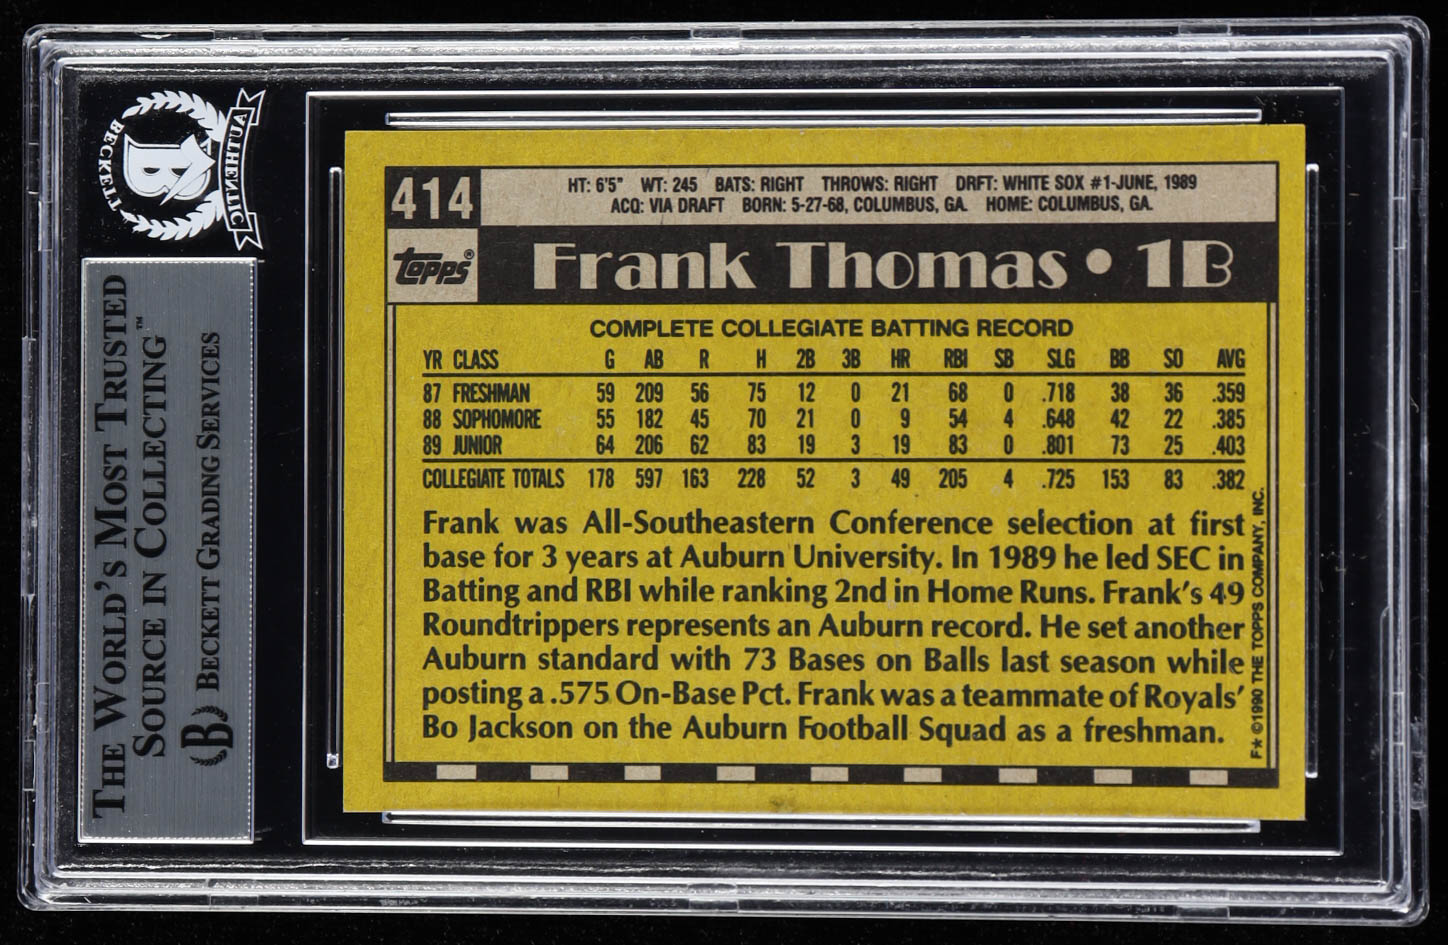 BECKETT
AUTHENTIC
B
THE WORLD'S MOST TRUSTED
SOURCE IN COLLECTING™
B BECKETT GRADING SERVICES
414
HT: 6'5" WT: 245 BATS: RIGHT THROWS: RIGHT DRFT: WHITE SOX #1-JUNE, 1989
ACQ: VIA DRAFT BORN: 5-27-68, COLUMBUS, GA. HOME: COLUMBUS, GA.
topps®
Frank Thomas • 1B
COMPLETE COLLEGIATE BATTING RECORD
YR CLASS G AB R H 2B 3B HR RBI SB SLG BB SO AVG
87 FRESHMAN 59 209 56 75 12 0 21 68 0 .718 38 36 .359
88 SOPHOMORE 55 182 45 70 21 0 9 54 4 .648 42 22 .385
89 JUNIOR 64 206 62 83 19 3 19 83 0 .801 73 25 .403
COLLEGIATE TOTALS 178 597 163 228 52 3 49 205 4 .725 153 83 .382
Frank was All-Southeastern Conference selection at first
base for 3 years at Auburn University. In 1989 he led SEC in
Batting and RBI while ranking 2nd in Home Runs. Frank's 49
Roundtrippers represents an Auburn record. He set another
Auburn standard with 73 Bases on Balls last season while
posting a .575 On-Base Pct. Frank was a teammate of Royals'
Bo Jackson on the Auburn Football Squad as a freshman.
F★ ©1990 THE TOPPS COMPANY, INC.